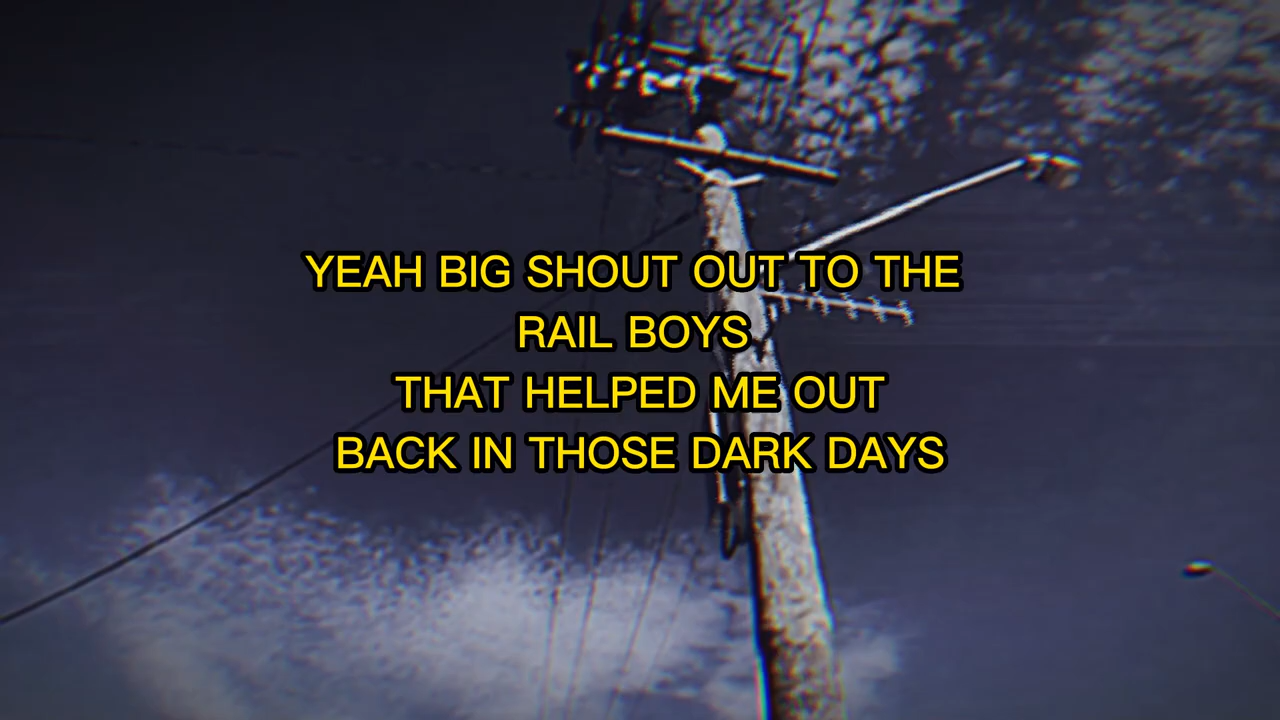 YEAH BIG SHOUT OUT TO THE
RAIL BOYS
THAT HELPED ME OUT
BACK IN THOSE DARK DAYS